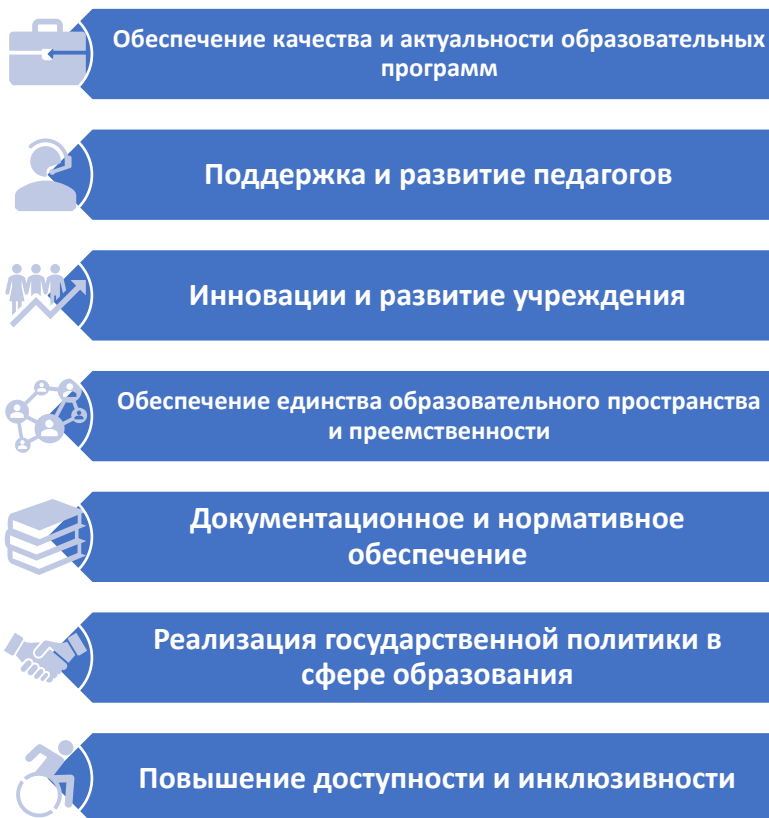 Обеспечение качества и актуальности образовательных
программ
Поддержка и развитие педагогов
Инновации и развитие учреждения
Обеспечение единства образовательного пространства
и преемственности
Документационное и нормативное
обеспечение
Реализация государственной политики в
сфере образования
Повышение доступности и инклюзивности